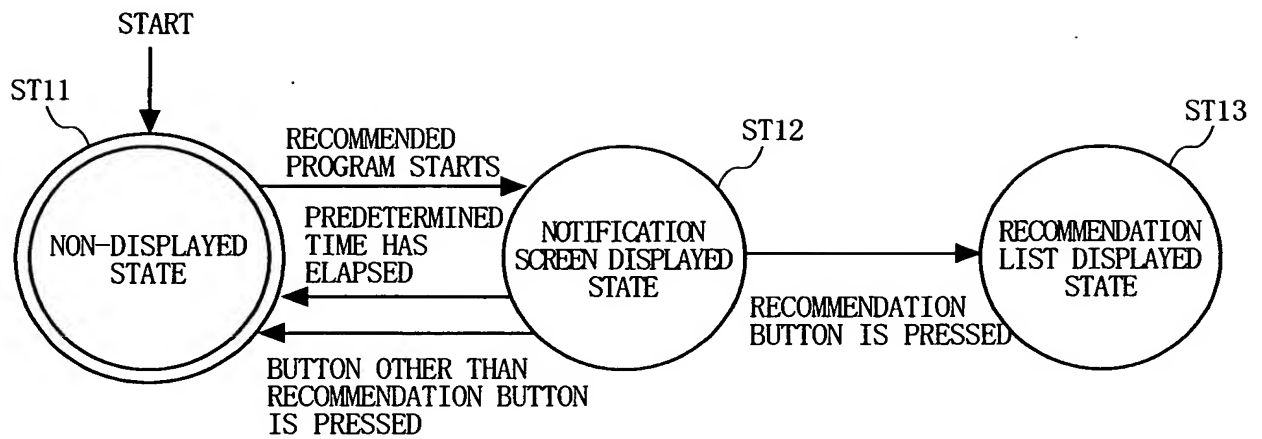 START
ST11
ST12
ST13
RECOMMENDED
PROGRAM STARTS
PREDETERMINED
TIME HAS
ELAPSED
NON-DISPLAYED
STATE
NOTIFICATION
SCREEN DISPLAYED
STATE
RECOMMENDATION
LIST DISPLAYED
STATE
RECOMMENDATION
BUTTON IS PRESSED
BUTTON OTHER THAN
RECOMMENDATION BUTTON
IS PRESSED